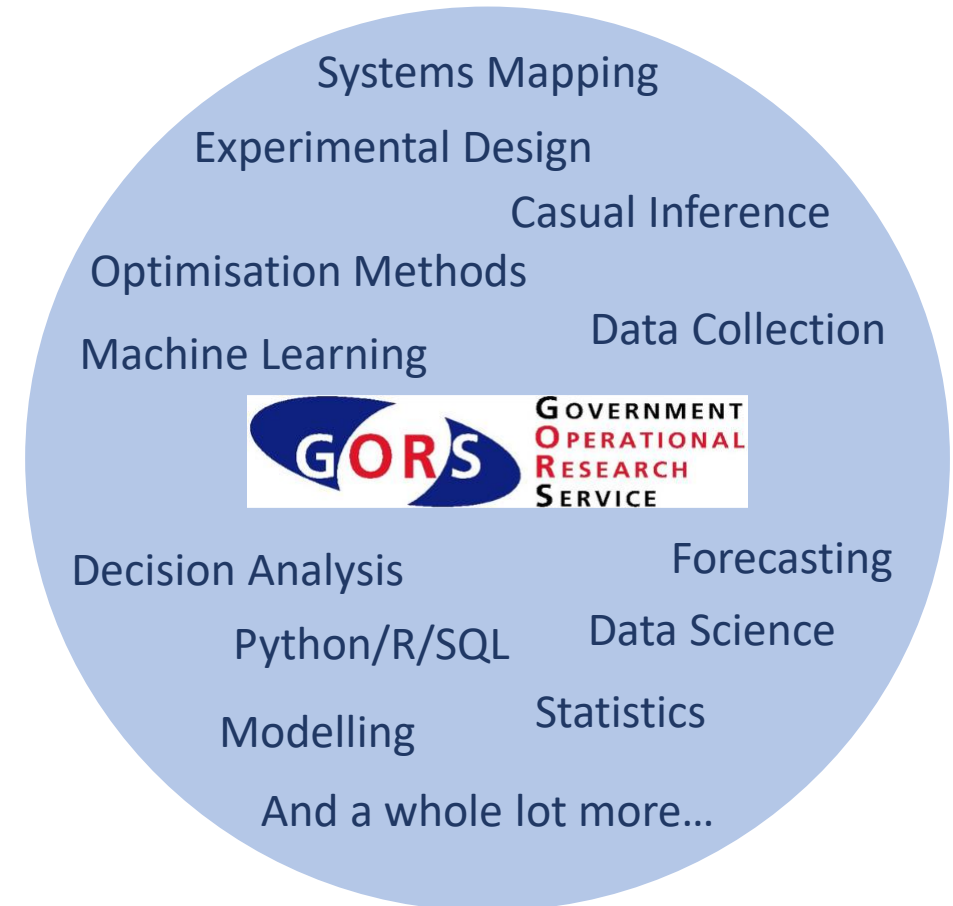 Systems Mapping
Experimental Design
Casual Inference
Optimisation Methods
Data Collection
Machine Learning
GORS
GOVERNMENT
OPERATIONAL
RESEARCH
SERVICE
Decision Analysis
Forecasting
Python/R/SQL
Data Science
Modelling
Statistics
And a whole lot more…